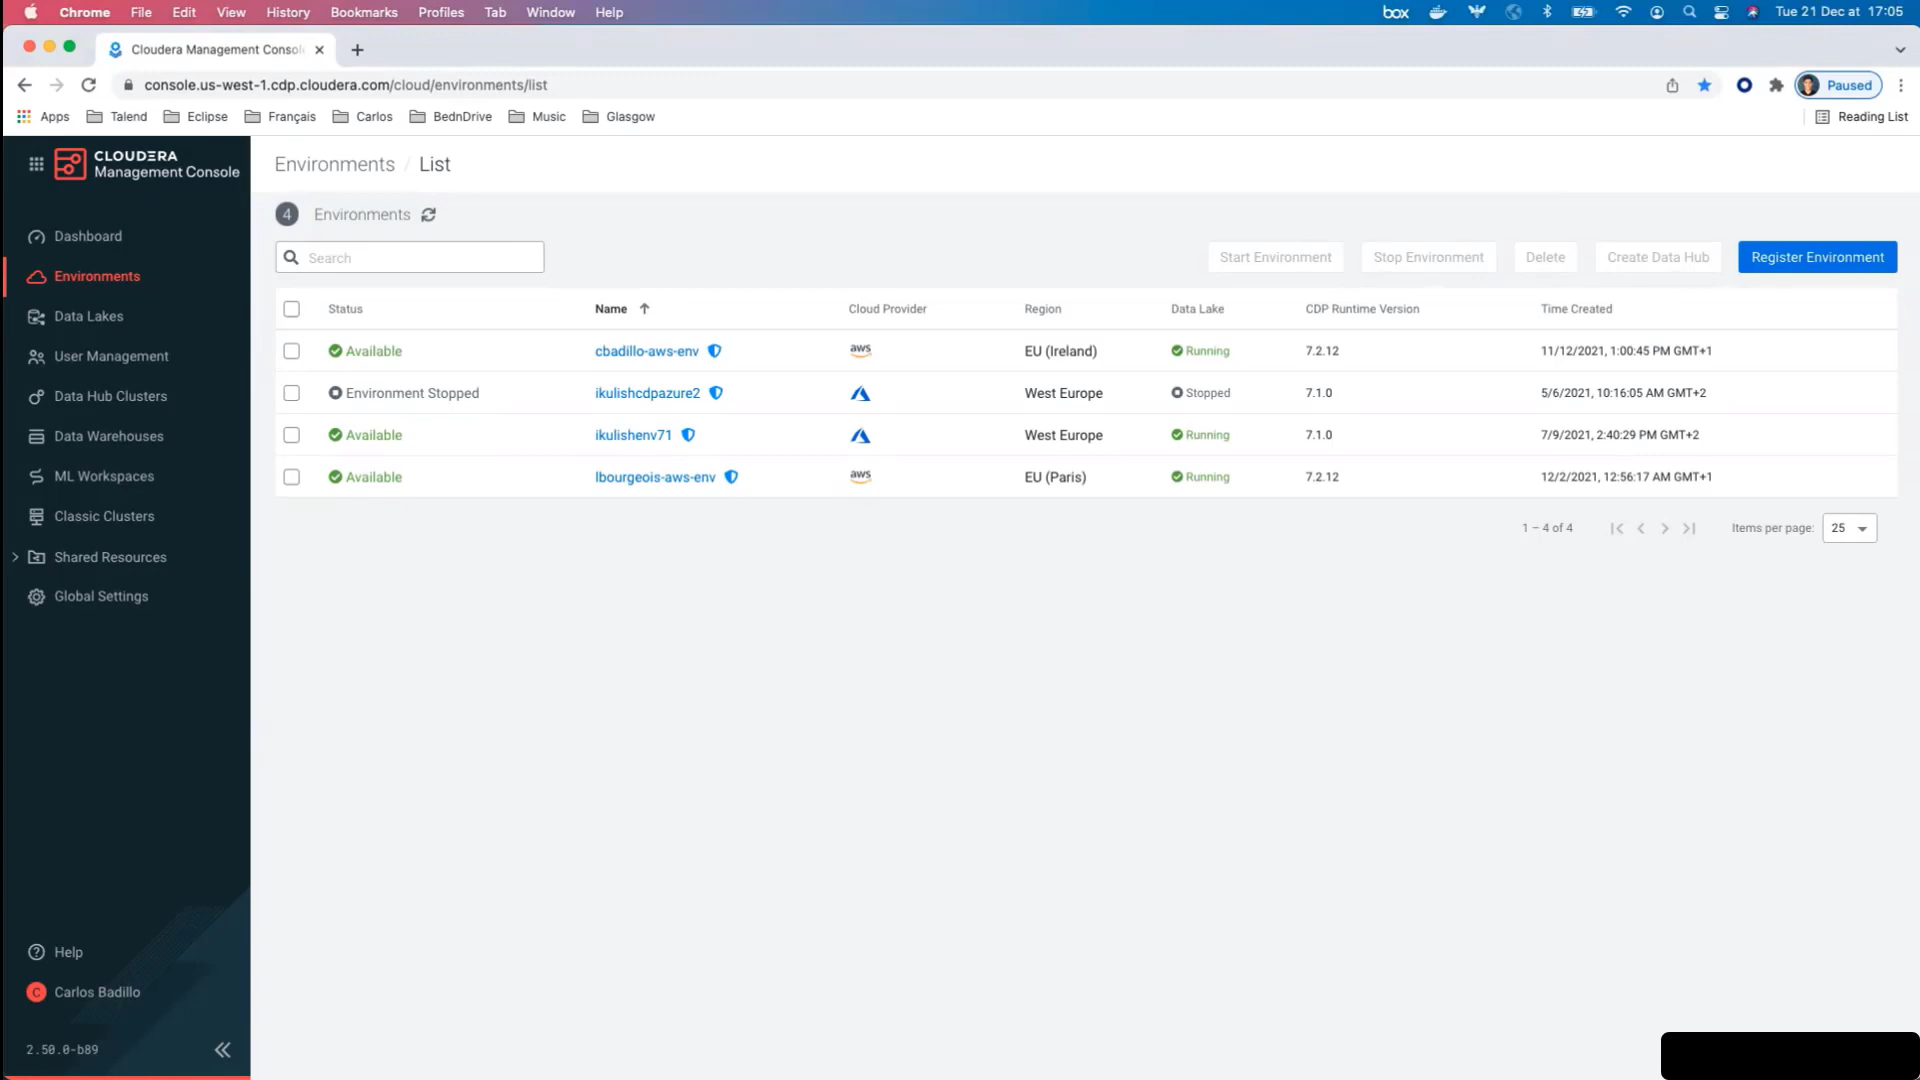 Chrome File Edit View History Bookmarks Profiles Tab Window Help box Tue 21 Dec at 17:05
Cloudera Management Consol
console.us-west-1.cdp.cloudera.com/cloud/environments/list Paused
Apps Talend Eclipse Français Carlos BednDrive Music Glasgow Reading List
CLOUDERA
Management Console
Dashboard
Environments
Data Lakes
User Management
Data Hub Clusters
Data Warehouses
ML Workspaces
Classic Clusters
Shared Resources
Global Settings
Help
C Carlos Badillo
2.50.0-b89
Environments / List
4 Environments
Search
Start Environment Stop Environment Delete Create Data Hub Register Environment
Status Name Cloud Provider Region Data Lake CDP Runtime Version Time Created
Available cbadillo-aws-env aws EU (Ireland) Running 7.2.12 11/12/2021, 1:00:45 PM GMT+1
Environment Stopped ikulishcdpazure2 West Europe Stopped 7.1.0 5/6/2021, 10:16:05 AM GMT+2
Available ikulishenv71 West Europe Running 7.1.0 7/9/2021, 2:40:29 PM GMT+2
Available lbourgeois-aws-env aws EU (Paris) Running 7.2.12 12/2/2021, 12:56:17 AM GMT+1
1 – 4 of 4 Items per page: 25